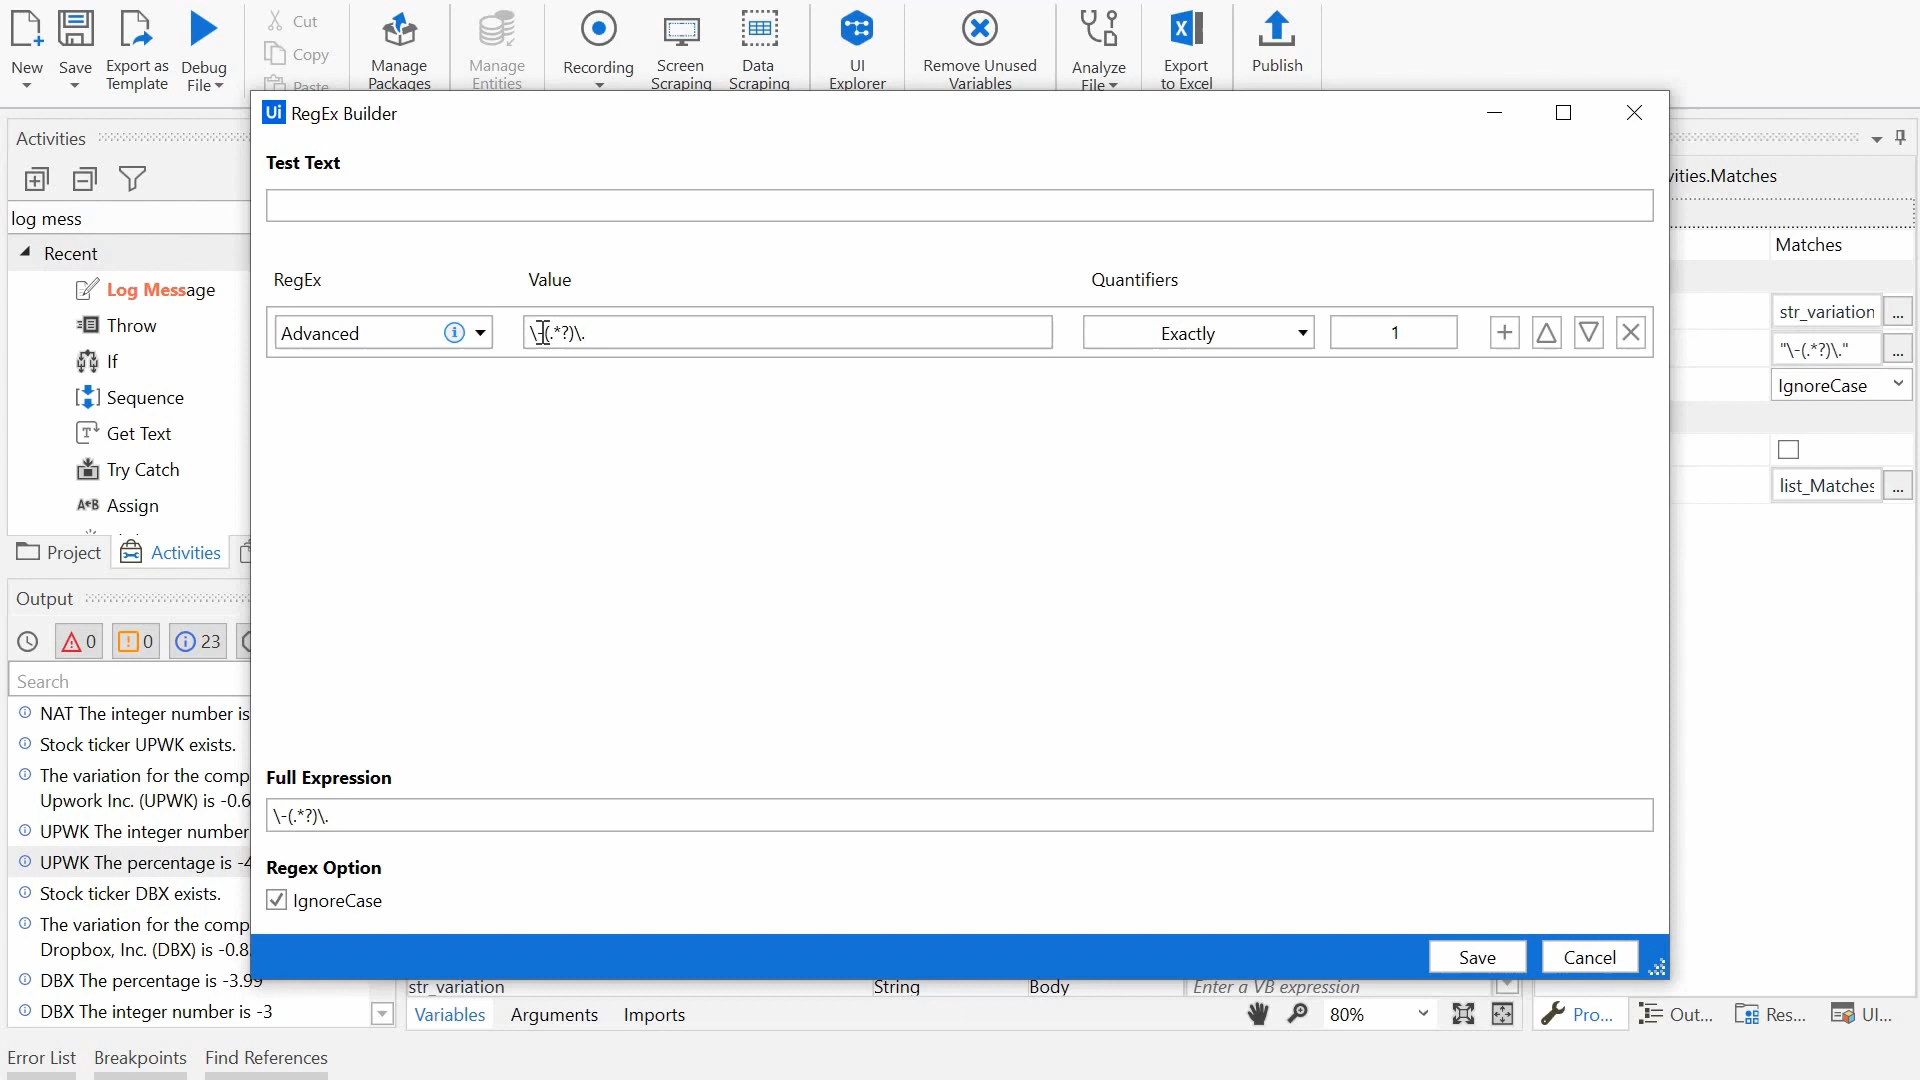 New
Save
Export as
Template
Debug
File
Cut
Copy
Paste
Manage
Packages
Manage
Entities
Recording
Screen
Scraping
Data
Scraping
UI
Explorer
Remove Unused
Variables
Analyze
File
Export
to Excel
Publish
Ui RegEx Builder
Activities
log mess
Recent
Log Message
Throw
If
Sequence
Get Text
Try Catch
Assign
Project
Activities
Output
0
0
23
Search
NAT The integer number is
Stock ticker UPWK exists.
The variation for the comp
Upwork Inc. (UPWK) is -0.6
UPWK The integer number
UPWK The percentage is -4
Stock ticker DBX exists.
The variation for the comp
Dropbox, Inc. (DBX) is -0.8
DBX The percentage is -3.99
DBX The integer number is -3
Test Text
RegEx
Value
Quantifiers
Advanced
\-(.*?)\.
Exactly
1
Full Expression
\-(.*?)\.
Regex Option
IgnoreCase
Save
Cancel
vities.Matches
Matches
str_variation
...
"\-(.*?)\."
...
IgnoreCase
list_Matches
...
str_variation
String
Body
Enter a VB expression
Variables
Arguments
Imports
80%
Pro...
Out...
Res...
UI...
Error List
Breakpoints
Find References